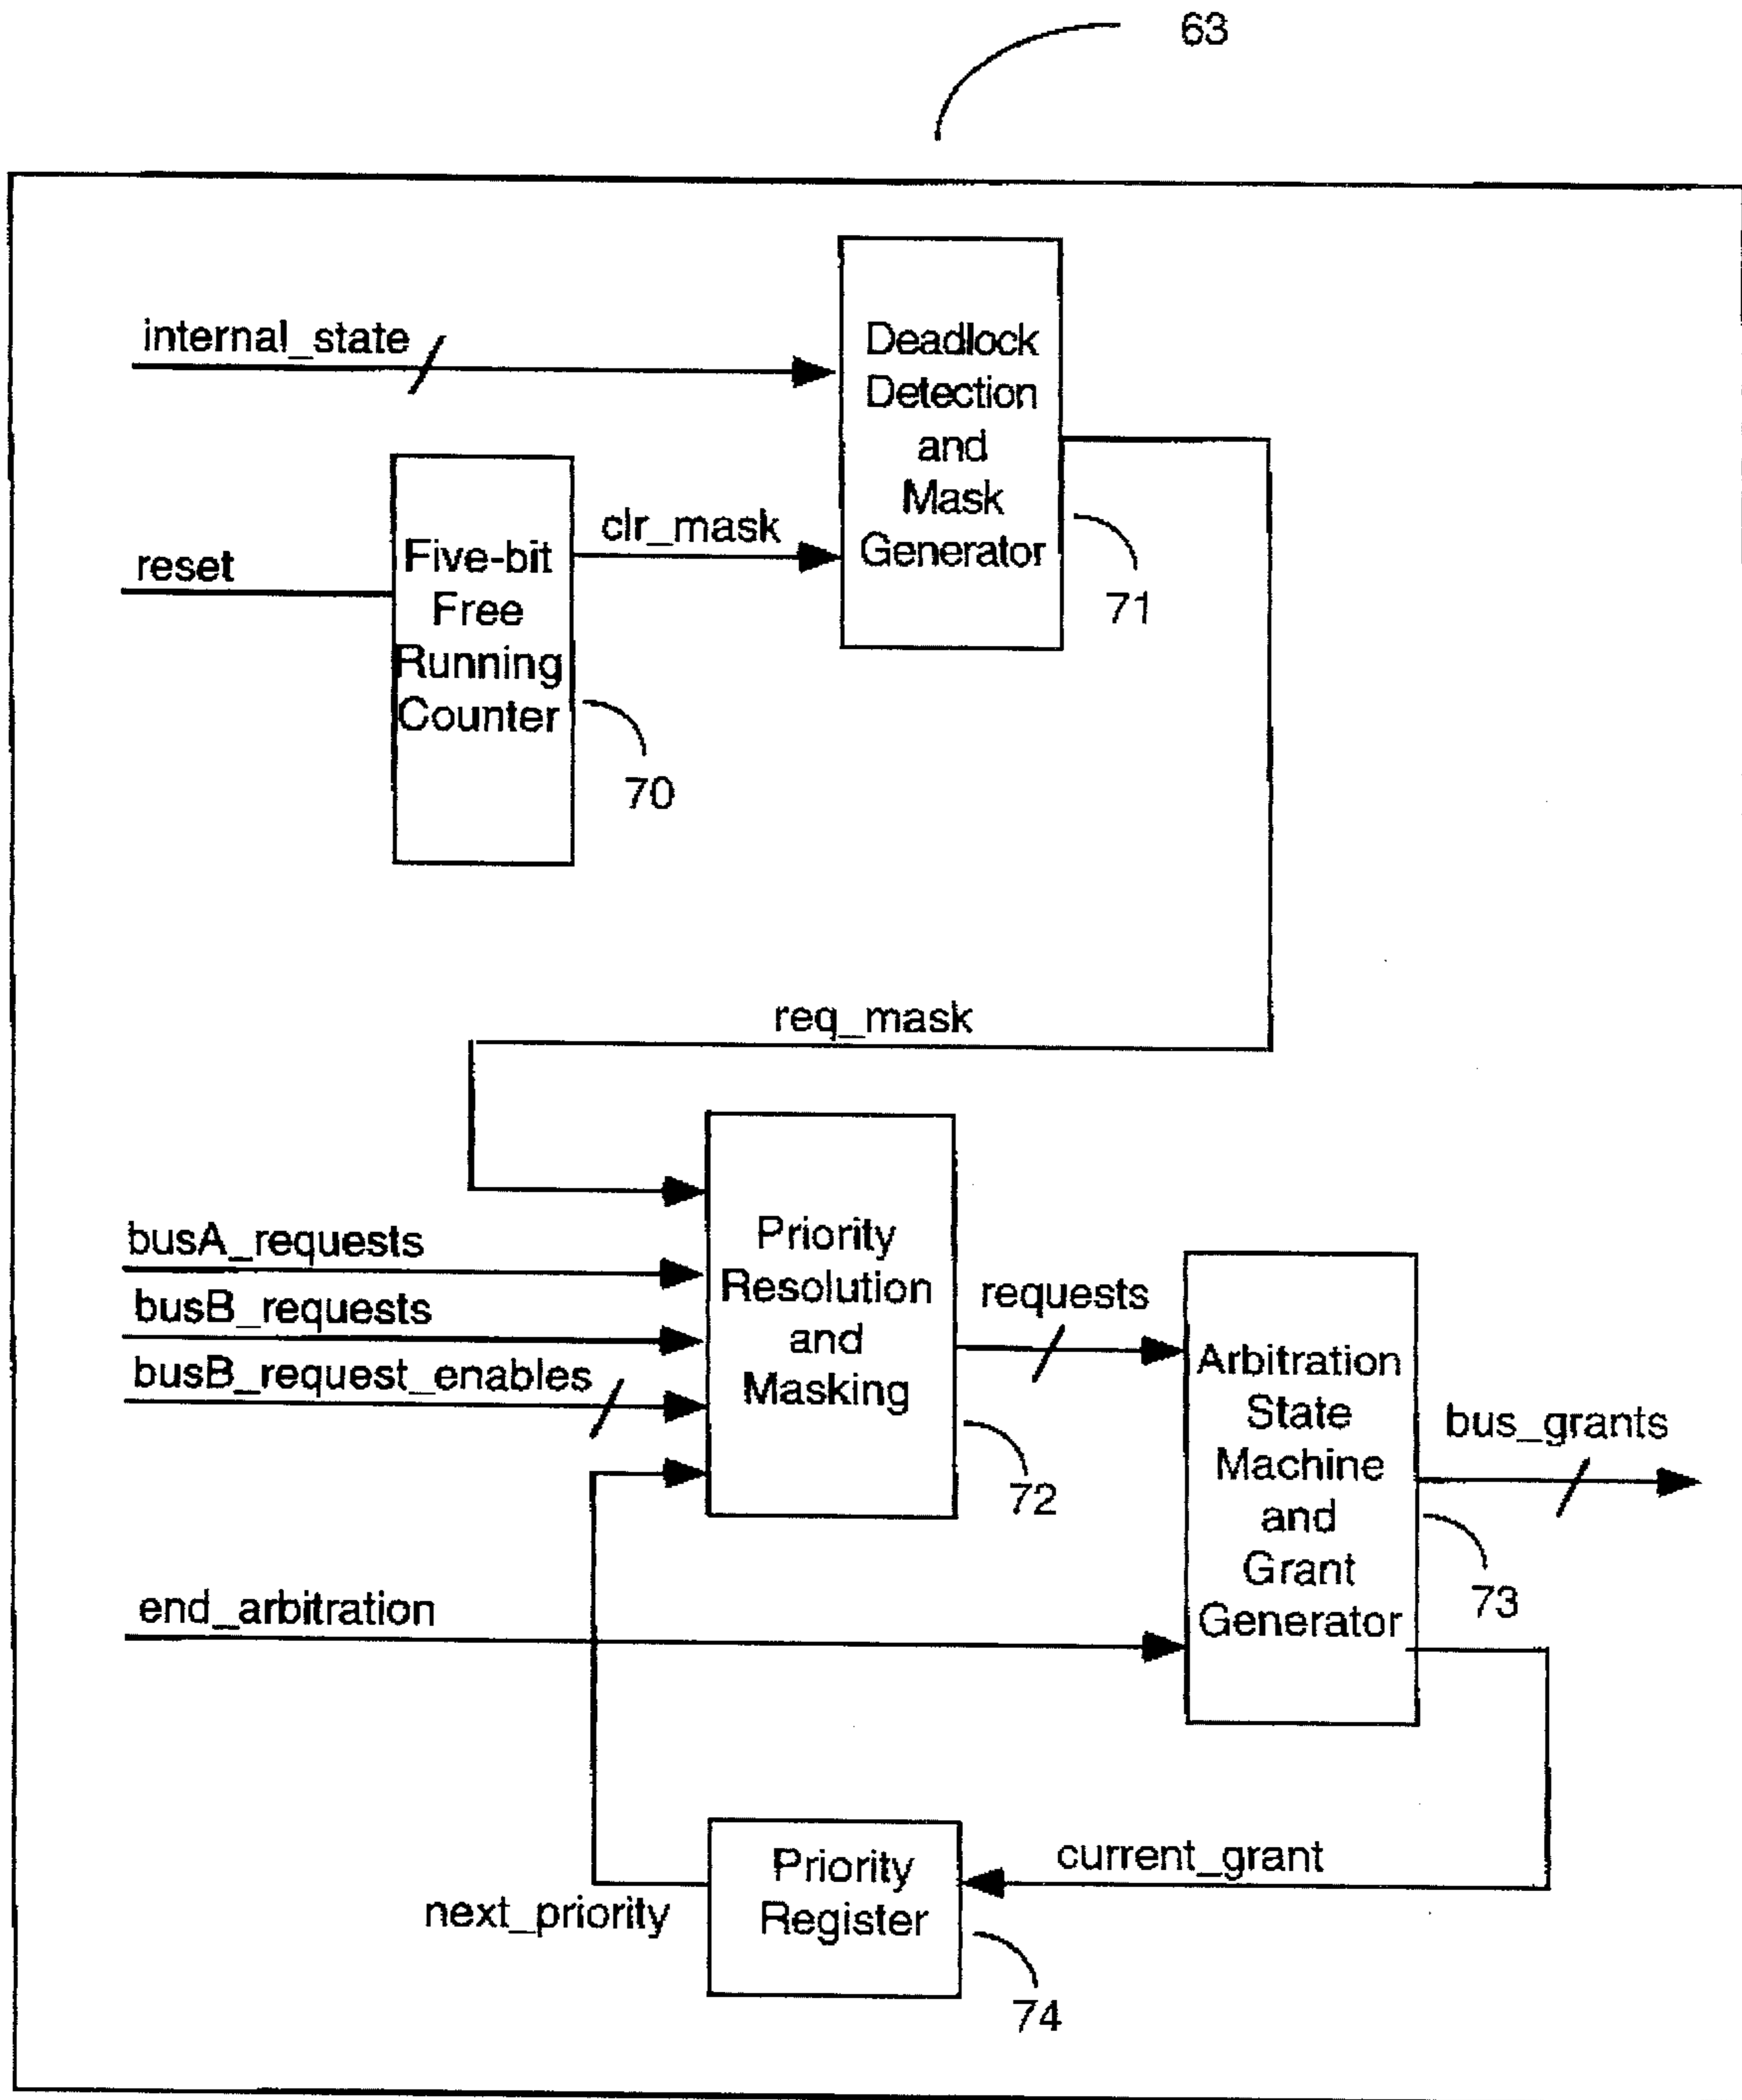 63
internal_state
Deadlock
Detection
and
Mask
Generator
71
clr_mask
reset
Five-bit
Free
Running
Counter
70
req_mask
busA_requests
busB_requests
busB_request_enables
Priority
Resolution
and
Masking
72
requests
Arbitration
State
Machine
and
Grant
Generator
73
bus_grants
end_arbitration
current_grant
Priority
Register
74
next_priority